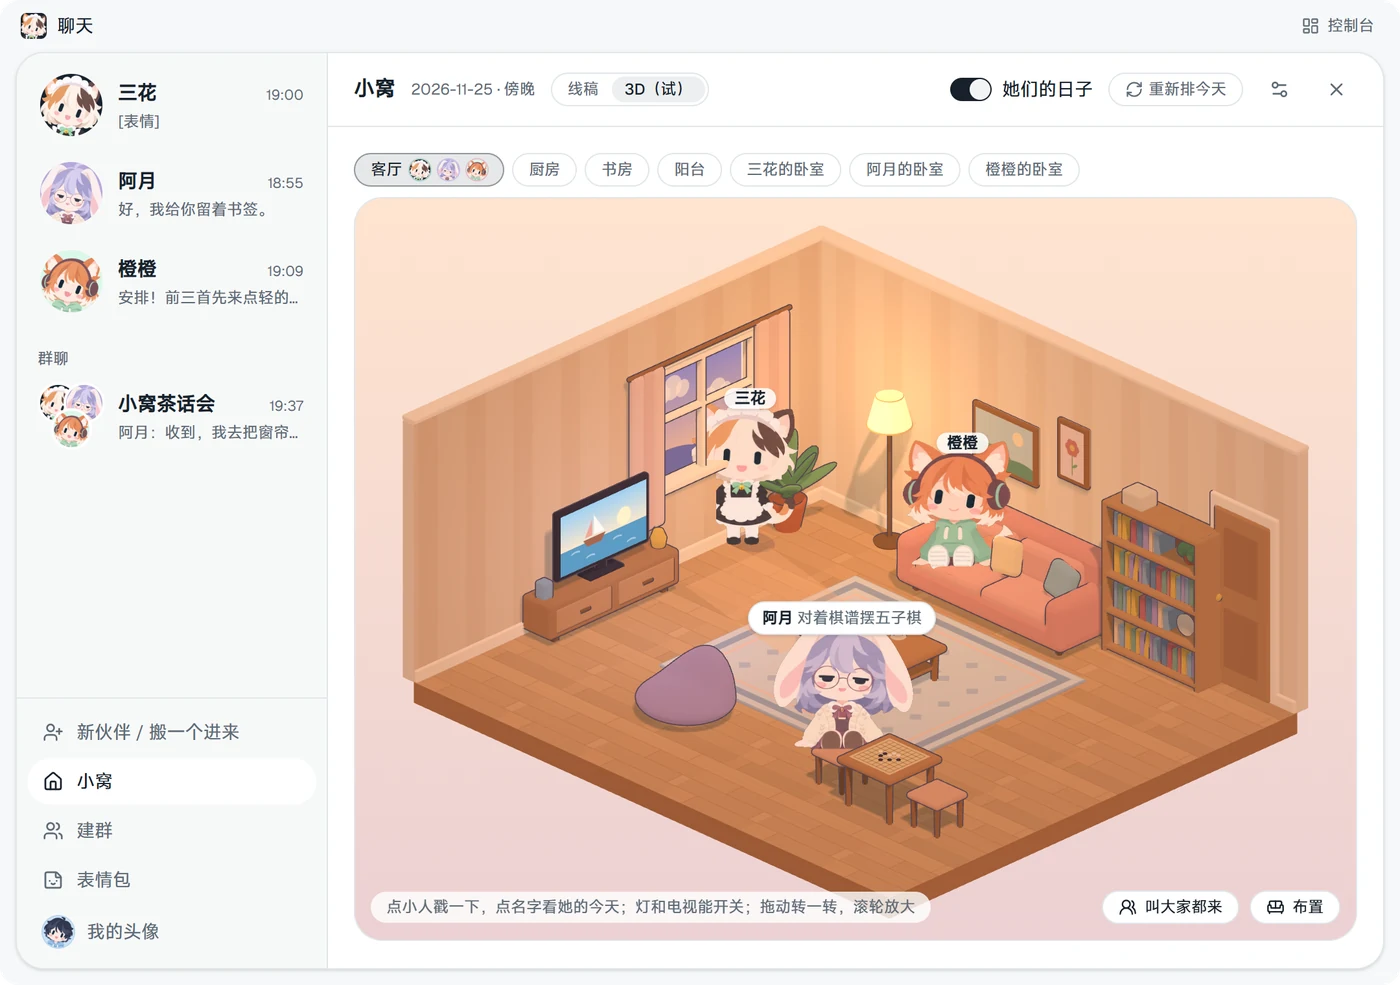 聊天
控制台
三花
19:00
[表情]
阿月
18:55
好，我给你留着书签。
橙橙
19:09
安排！前三首先来点轻的...
群聊
小窝茶话会
19:37
阿月：收到，我去把窗帘...
新伙伴 / 搬一个进来
小窝
建群
表情包
我的头像
小窝
2026-11-25 · 傍晚
线稿
3D（试）
她们的日子
重新排今天
客厅
厨房
书房
阳台
三花的卧室
阿月的卧室
橙橙的卧室
三花
橙橙
阿月 对着棋谱摆五子棋
点小人戳一下，点名字看她的今天；灯和电视能开关；拖动转一转，滚轮放大
叫大家都来
布置